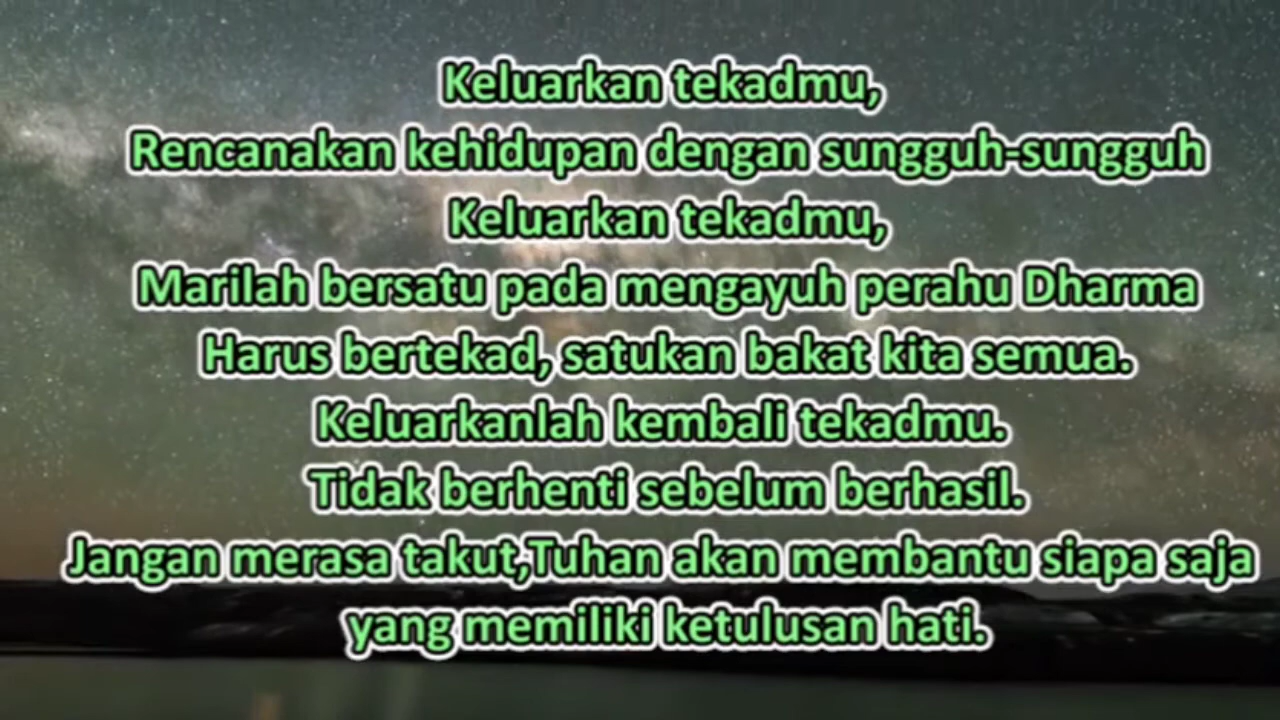 Keluarkan tekadmu,
Rencanakan kehidupan dengan sungguh-sungguh
Keluarkan tekadmu,
Marilah bersatu pada mengayuh perahu Dharma
Harus bertekad, satukan bakat kita semua.
Keluarkanlah kembali tekadmu.
Tidak berhenti sebelum berhasil.
Jangan merasa takut,Tuhan akan membantu siapa saja
yang memiliki ketulusan hati.